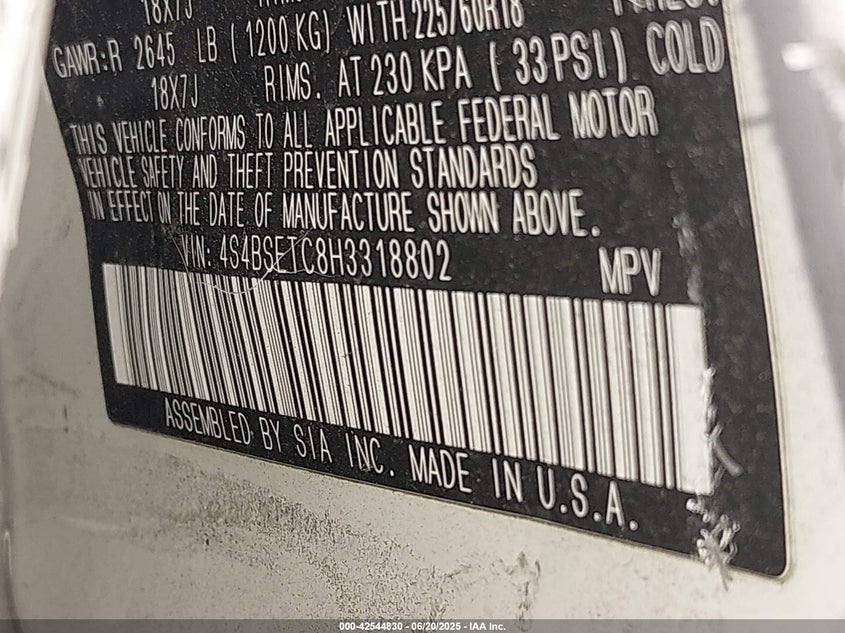 18X7J
GAWR:R 2645 LB ( 1200 KG) WITH 225/60R18
18X7J RIMS. AT 230 KPA ( 33 PSI) COLD
THIS VEHICLE CONFORMS TO ALL APPLICABLE FEDERAL MOTOR
VEHICLE SAFETY AND THEFT PREVENTION STANDARDS
IN EFFECT ON THE DATE OF MANUFACTURE SHOWN ABOVE.
VIN: 4S4BSETC8H3318802 MPV
ASSEMBLED BY SIA INC. MADE IN U.S.A.
000-42544830 - 06/20/2025 - IAA Inc.